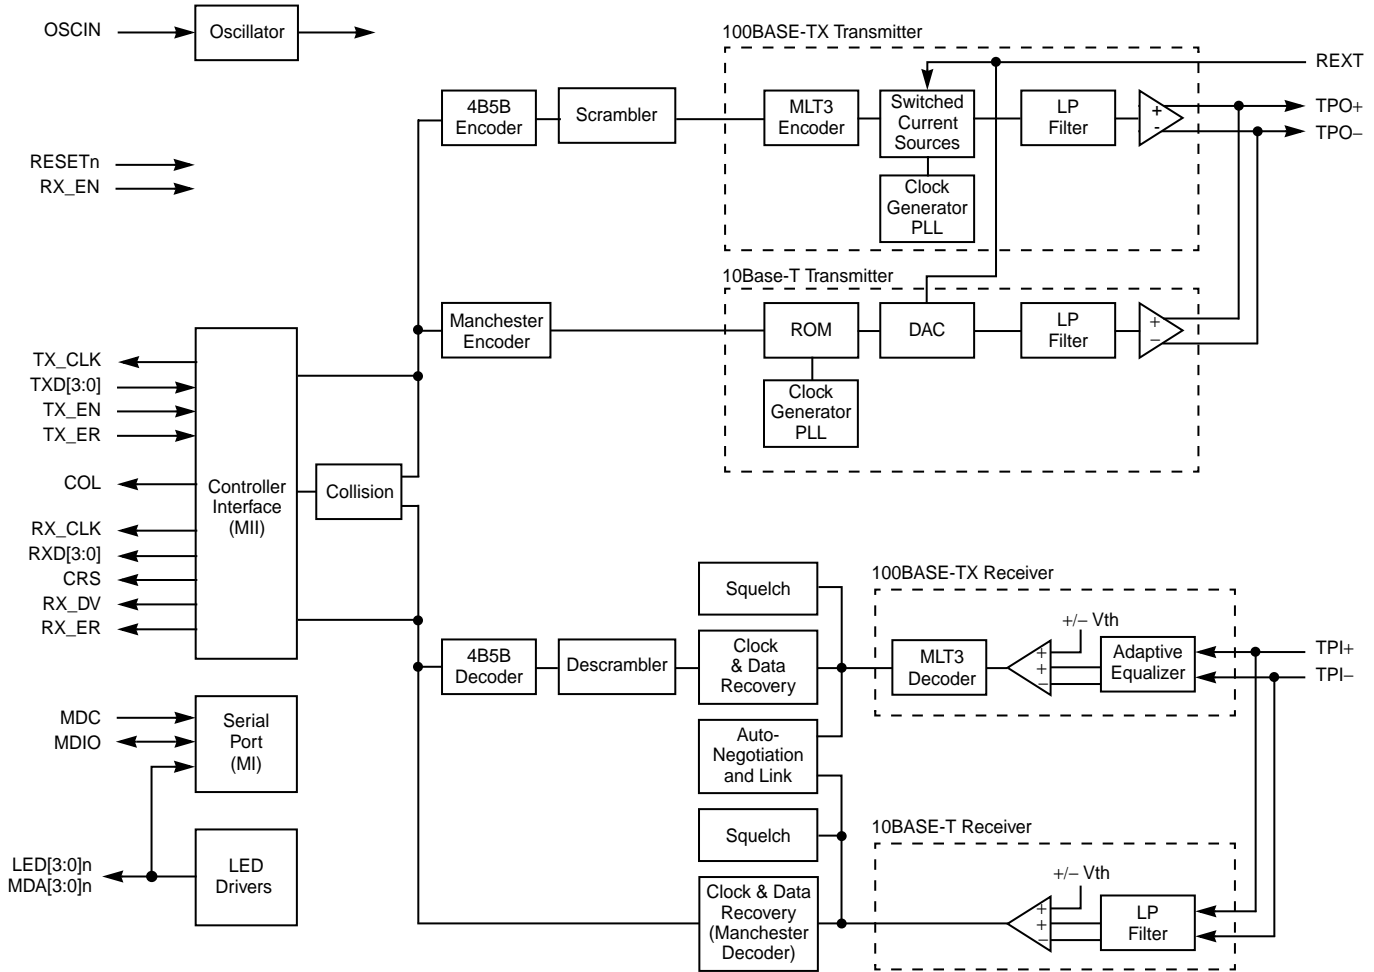 OSCIN
Oscillator
RESETn
RX_EN
100BASE-TX Transmitter
REXT
4B5B
Encoder
Scrambler
MLT3
Encoder
Switched
Current
Sources
LP
Filter
+
-
TPO+
TPO–
Clock
Generator
PLL
10Base-T Transmitter
Manchester
Encoder
ROM
DAC
LP
Filter
+
–
Clock
Generator
PLL
TX_CLK
TXD[3:0]
TX_EN
TX_ER
COL
RX_CLK
RXD[3:0]
CRS
RX_DV
RX_ER
Controller
Interface
(MII)
Collision
Squelch
100BASE-TX Receiver
4B5B
Decoder
Descrambler
Clock
& Data
Recovery
MLT3
Decoder
+/– Vth
+
+
–
Adaptive
Equalizer
TPI+
TPI–
MDC
MDIO
Serial
Port
(MI)
Auto-
Negotiation
and Link
Squelch
10BASE-T Receiver
LED[3:0]n
MDA[3:0]n
LED
Drivers
Clock & Data
Recovery
(Manchester
Decoder)
+/– Vth
+
+
–
LP
Filter